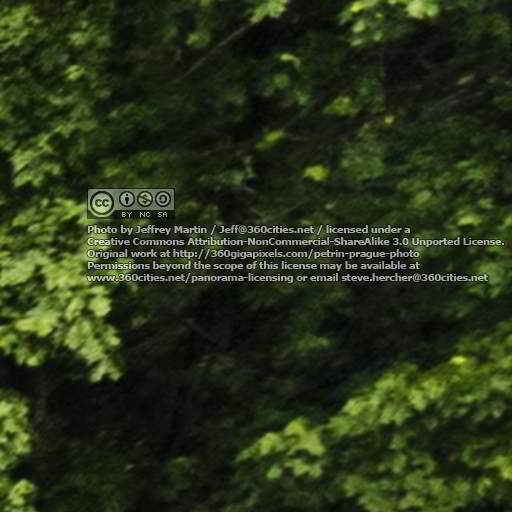 cc BY NC SA
Photo by Jeffrey Martin / Jeff@360cities.net / licensed under a
Creative Commons Attribution-NonCommercial-ShareAlike 3.0 Unported License.
Original work at http://360gigapixels.com/petrin-prague-photo
Permissions beyond the scope of this license may be available at
www.360cities.net/panorama-licensing or email steve.hercher@360cities.net